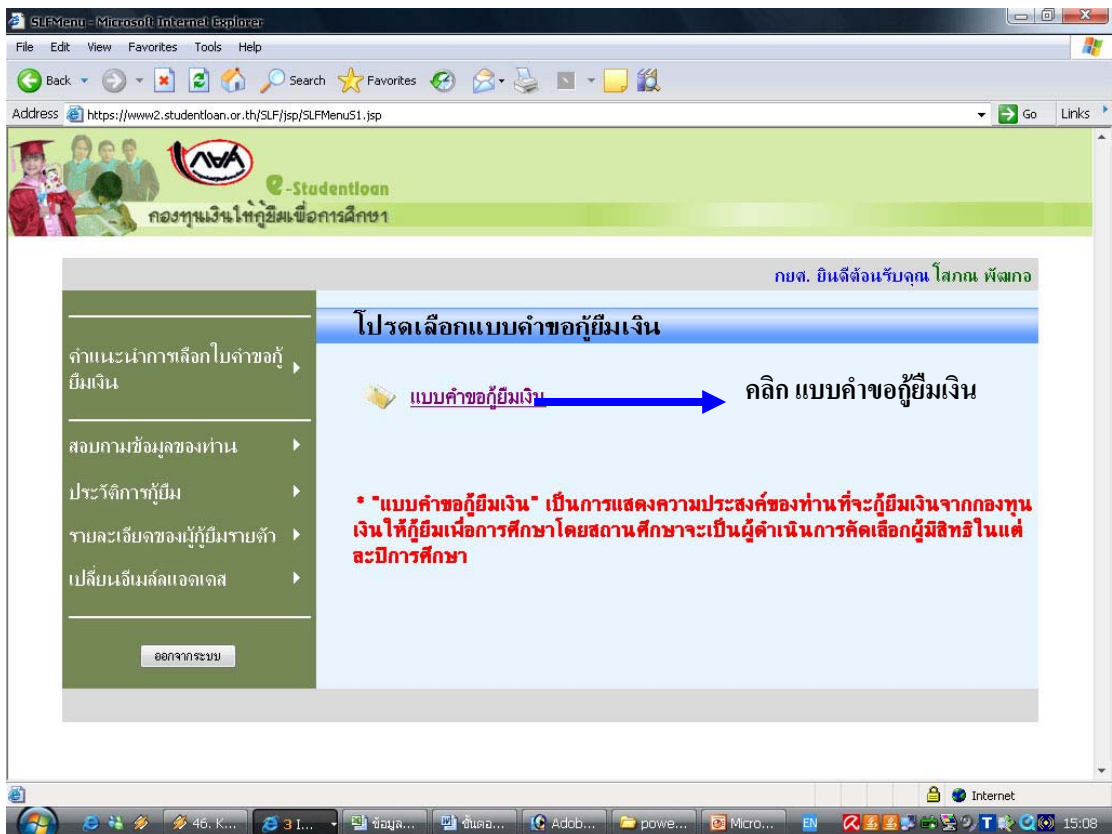 SLFMenu - Microsoft Internet Explorer
File Edit View Favorites Tools Help
Back Search Favorites
Address https://www2.studentloan.or.th/SLF/jsp/SLFMenuS1.jsp Go Links
e-Studentloan
กองทุนเงินให้กู้ยืมเพื่อการศึกษา
กยศ. ยินดีต้อนรับคุณ โสภณ พัฒกอ
โปรดเลือกแบบคำขอกู้ยืมเงิน
คำแนะนำการเลือกใบคำขอกู้
ยืมเงิน
แบบคำขอกู้ยืมเงิน
คลิก แบบคำขอกู้ยืมเงิน
สอบถามข้อมูลของท่าน
ประวัติการกู้ยืม
รายละเอียดของผู้กู้ยืมรายตัว
เปลี่ยนอีเมล์แอดเดส
ออกจากระบบ
* "แบบคำขอกู้ยืมเงิน" เป็นการแสดงความประสงค์ของท่านที่จะกู้ยืมเงินจากกองทุน
เงินให้กู้ยืมเพื่อการศึกษาโดยสถานศึกษาจะเป็นผู้ดำเนินการคัดเลือกผู้มีสิทธิในแต่
ละปีการศึกษา
Internet
46. K... 3 I... ข้อมูล... ขั้นตอ... Adob... powe... Micro... EN 15:08